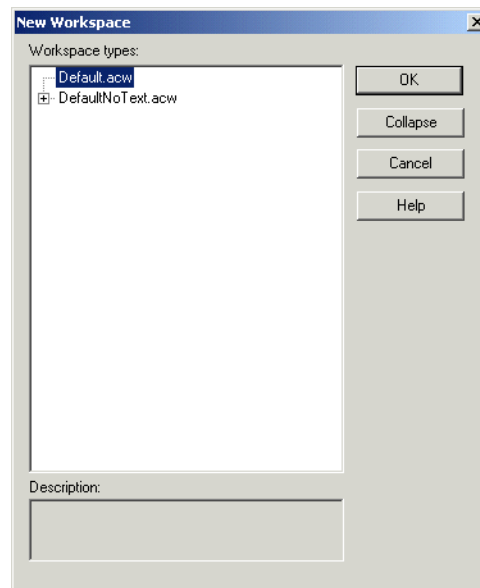 New Workspace
Workspace types:
Default.acw
DefaultNoText.acw
OK
Collapse
Cancel
Help
Description: